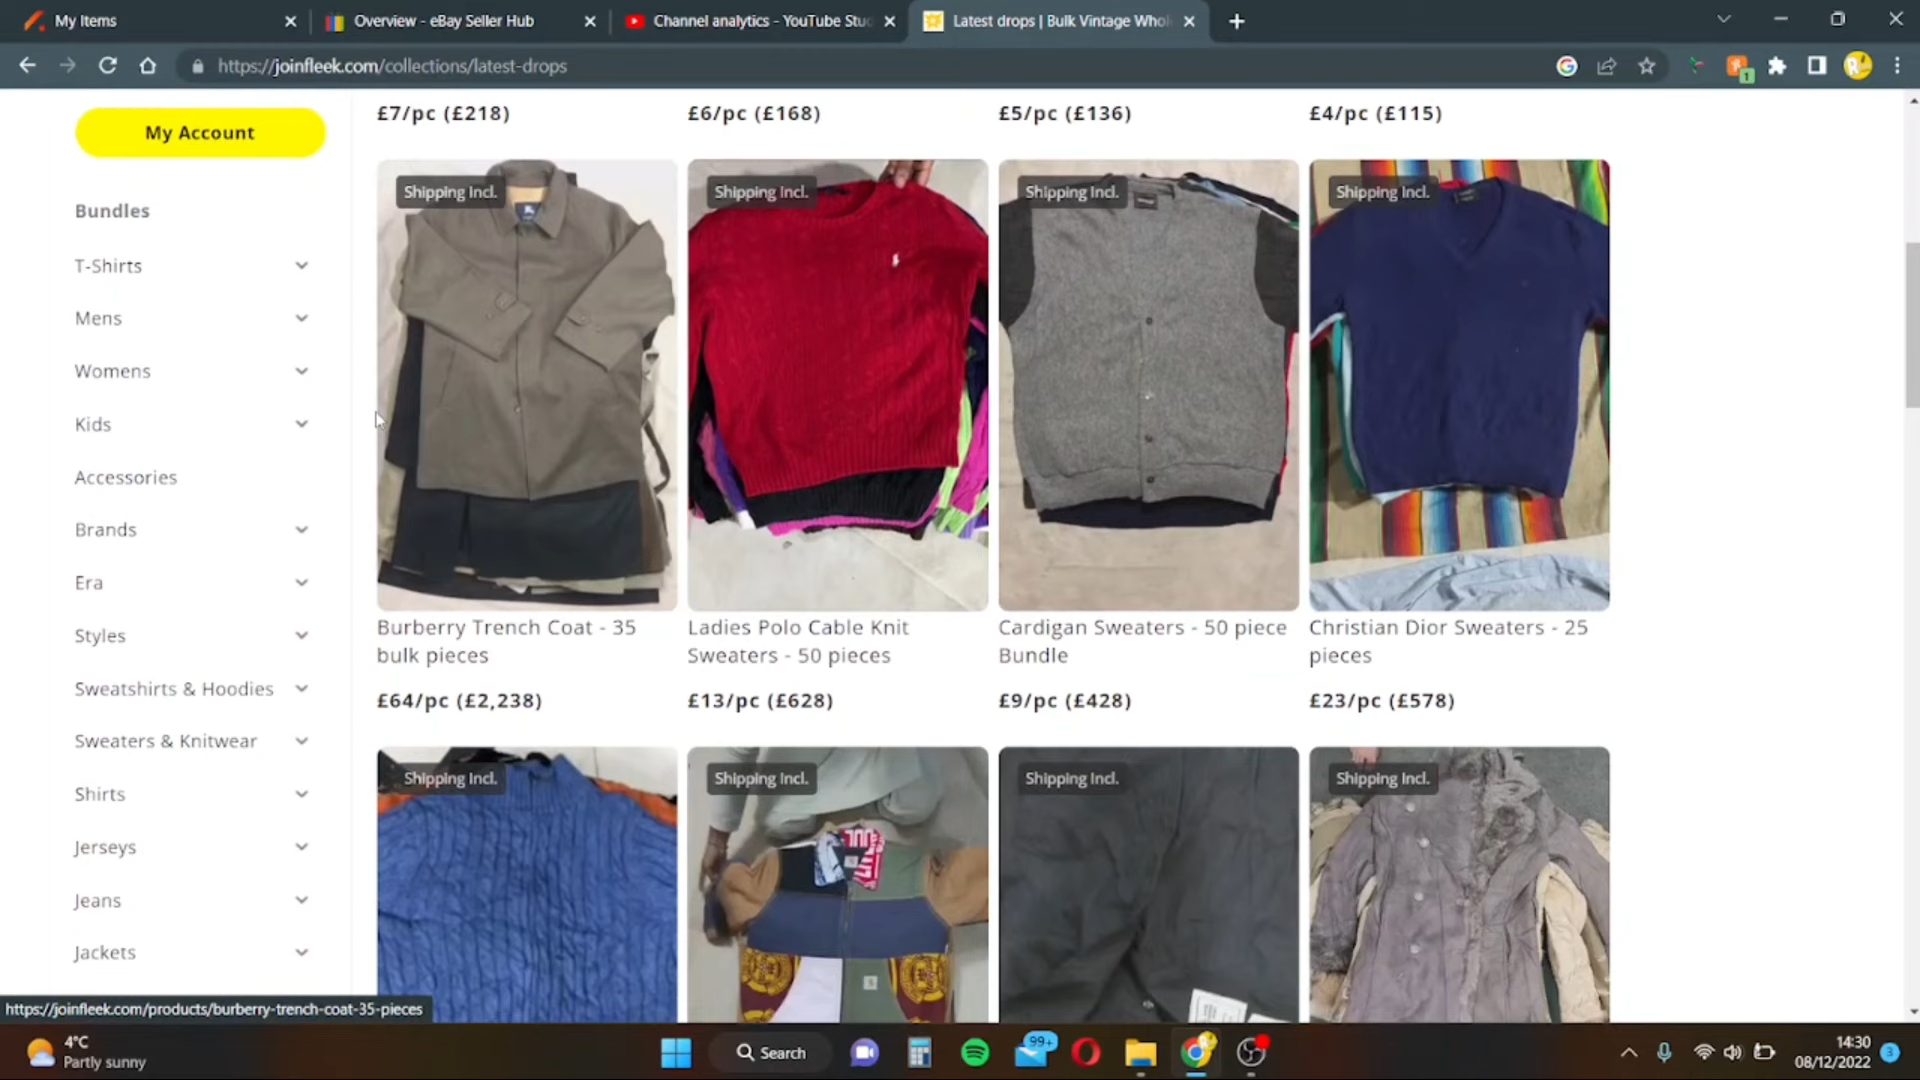 My Items
Overview - eBay Seller Hub
Channel analytics - YouTube Stu
Latest drops | Bulk Vintage Whol
https://joinfleek.com/collections/latest-drops
1
My Account
£7/pc (£218)
£6/pc (£168)
£5/pc (£136)
£4/pc (£115)
Bundles
T-Shirts
Mens
Womens
Kids
Accessories
Brands
Era
Styles
Sweatshirts & Hoodies
Sweaters & Knitwear
Shirts
Jerseys
Jeans
Jackets
Shipping Incl.
Shipping Incl.
Shipping Incl.
Shipping Incl.
Burberry Trench Coat - 35
bulk pieces
£64/pc (£2,238)
Ladies Polo Cable Knit
Sweaters - 50 pieces
£13/pc (£628)
Cardigan Sweaters - 50 piece
Bundle
£9/pc (£428)
Christian Dior Sweaters - 25
pieces
£23/pc (£578)
Shipping Incl.
Shipping Incl.
Shipping Incl.
Shipping Incl.
https://joinfleek.com/products/burberry-trench-coat-35-pieces
4°C
Partly sunny
Search
99+
14:30
08/12/2022
3